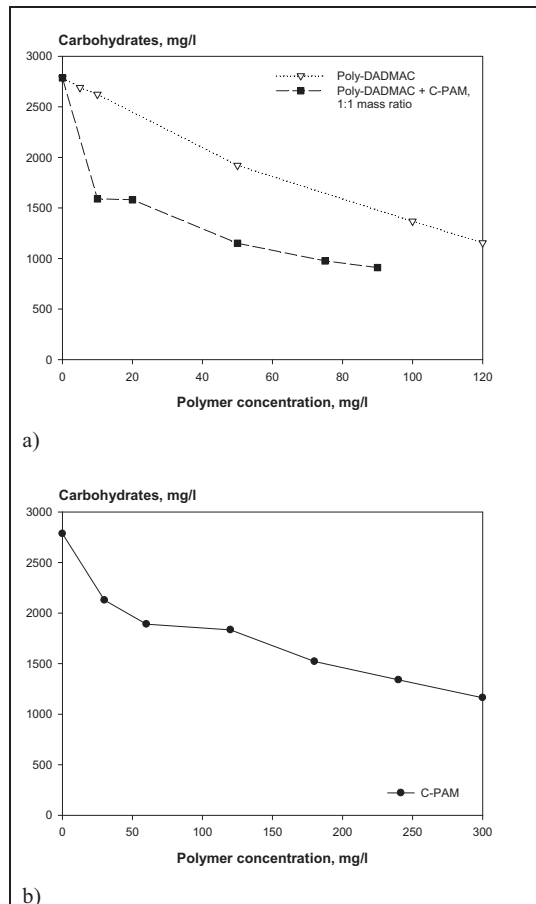 Carbohydrates, mg/l
3000
2500
2000
1500
1000
500
0
Poly-DADMAC
Poly-DADMAC + C-PAM,
1:1 mass ratio
0 20 40 60 80 100 120
Polymer concentration, mg/l
a)
Carbohydrates, mg/l
3000
2500
2000
1500
1000
500
0
C-PAM
0 50 100 150 200 250 300
Polymer concentration, mg/l
b)